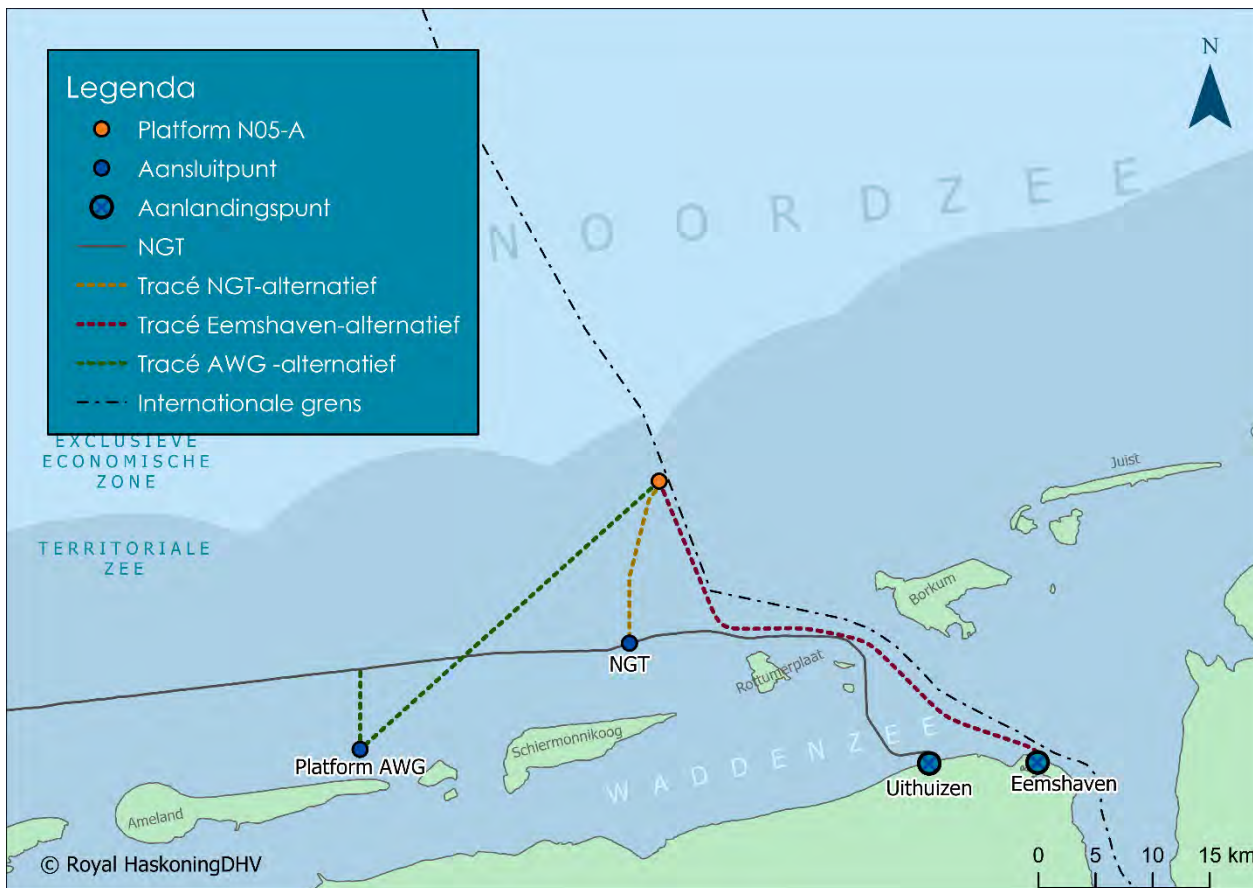 Legenda
Platform N05-A
Aansluitpunt
Aanlandingspunt
NGT
Tracé NGT-alternatief
Tracé Eemshaven-alternatief
Tracé AWG -alternatief
Internationale grens
N
NOORDZEE
EXCLUSIEVE
ECONOMISCHE
ZONE
TERRITORIALE
ZEE
Juist
Borkum
NGT
Rottumerplaat
Schiermonnikoog
Platform AWG
WADDENZEE
Uithuizen
Eemshaven
Ameland
© Royal HaskoningDHV
0 5 10 15 km